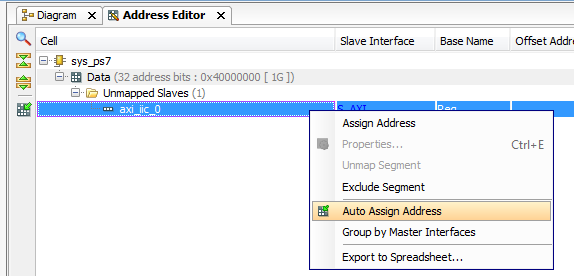 Diagram × Address Editor ×
Cell Slave Interface Base Name Offset Addre
sys_ps7
Data (32 address bits : 0x40000000 [ 1G ])
Unmapped Slaves (1)
axi_iic_0 S_AXI Reg
Assign Address
Properties... Ctrl+E
Unmap Segment
Exclude Segment
Auto Assign Address
Group by Master Interfaces
Export to Spreadsheet...